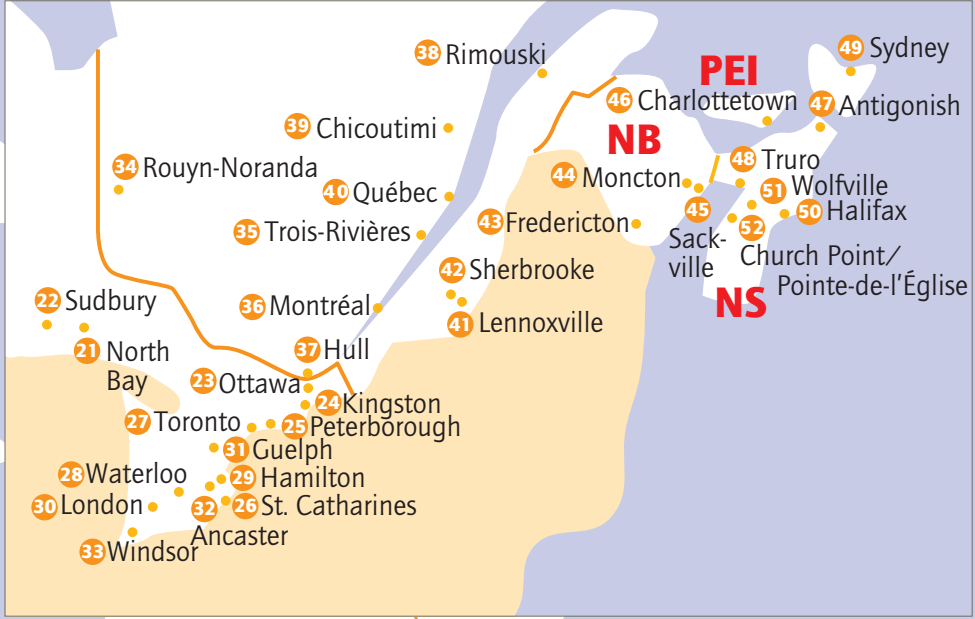 49 Sydney
38 Rimouski
PEI
46 Charlottetown
47 Antigonish
39 Chicoutimi
NB
34 Rouyn-Noranda
48 Truro
44 Moncton
51 Wolfville
40 Québec
45
Sack-
ville
50 Halifax
43 Fredericton
35 Trois-Rivières
52
Church Point/
Pointe-de-l'Église
42 Sherbrooke
22 Sudbury
36 Montréal
NS
41 Lennoxville
37 Hull
21 North
Bay
23 Ottawa
24 Kingston
27 Toronto
25 Peterborough
31 Guelph
28 Waterloo
29 Hamilton
30 London
32
Ancaster
26 St. Catharines
33 Windsor